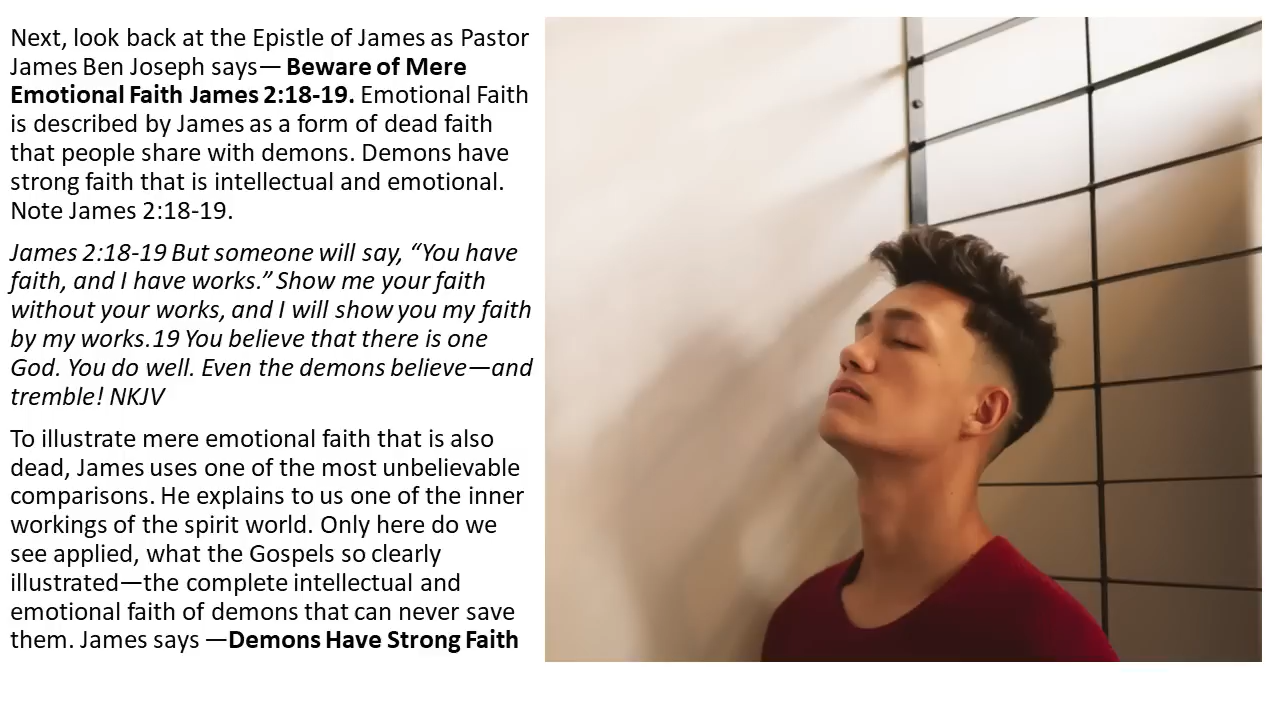 Next, look back at the Epistle of James as Pastor
James Ben Joseph says— Beware of Mere
Emotional Faith James 2:18-19. Emotional Faith
is described by James as a form of dead faith
that people share with demons. Demons have
strong faith that is intellectual and emotional.
Note James 2:18-19.
James 2:18-19 But someone will say, “You have
faith, and I have works.” Show me your faith
without your works, and I will show you my faith
by my works.19 You believe that there is one
God. You do well. Even the demons believe—and
tremble! NKJV
To illustrate mere emotional faith that is also
dead, James uses one of the most unbelievable
comparisons. He explains to us one of the inner
workings of the spirit world. Only here do we
see applied, what the Gospels so clearly
illustrated—the complete intellectual and
emotional faith of demons that can never save
them. James says —Demons Have Strong Faith